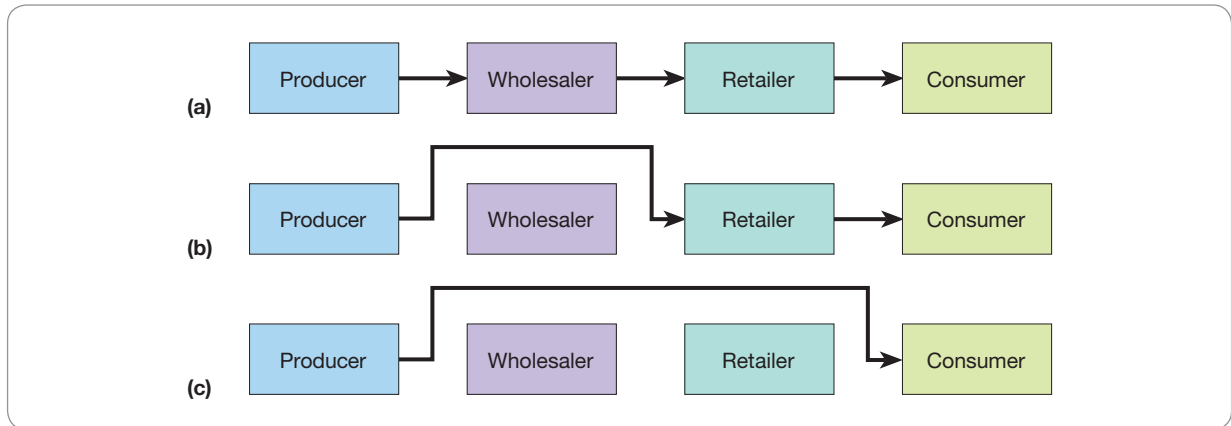 Producer Wholesaler Retailer Consumer
(a)
Producer Wholesaler Retailer Consumer
(b)
Producer Wholesaler Retailer Consumer
(c)